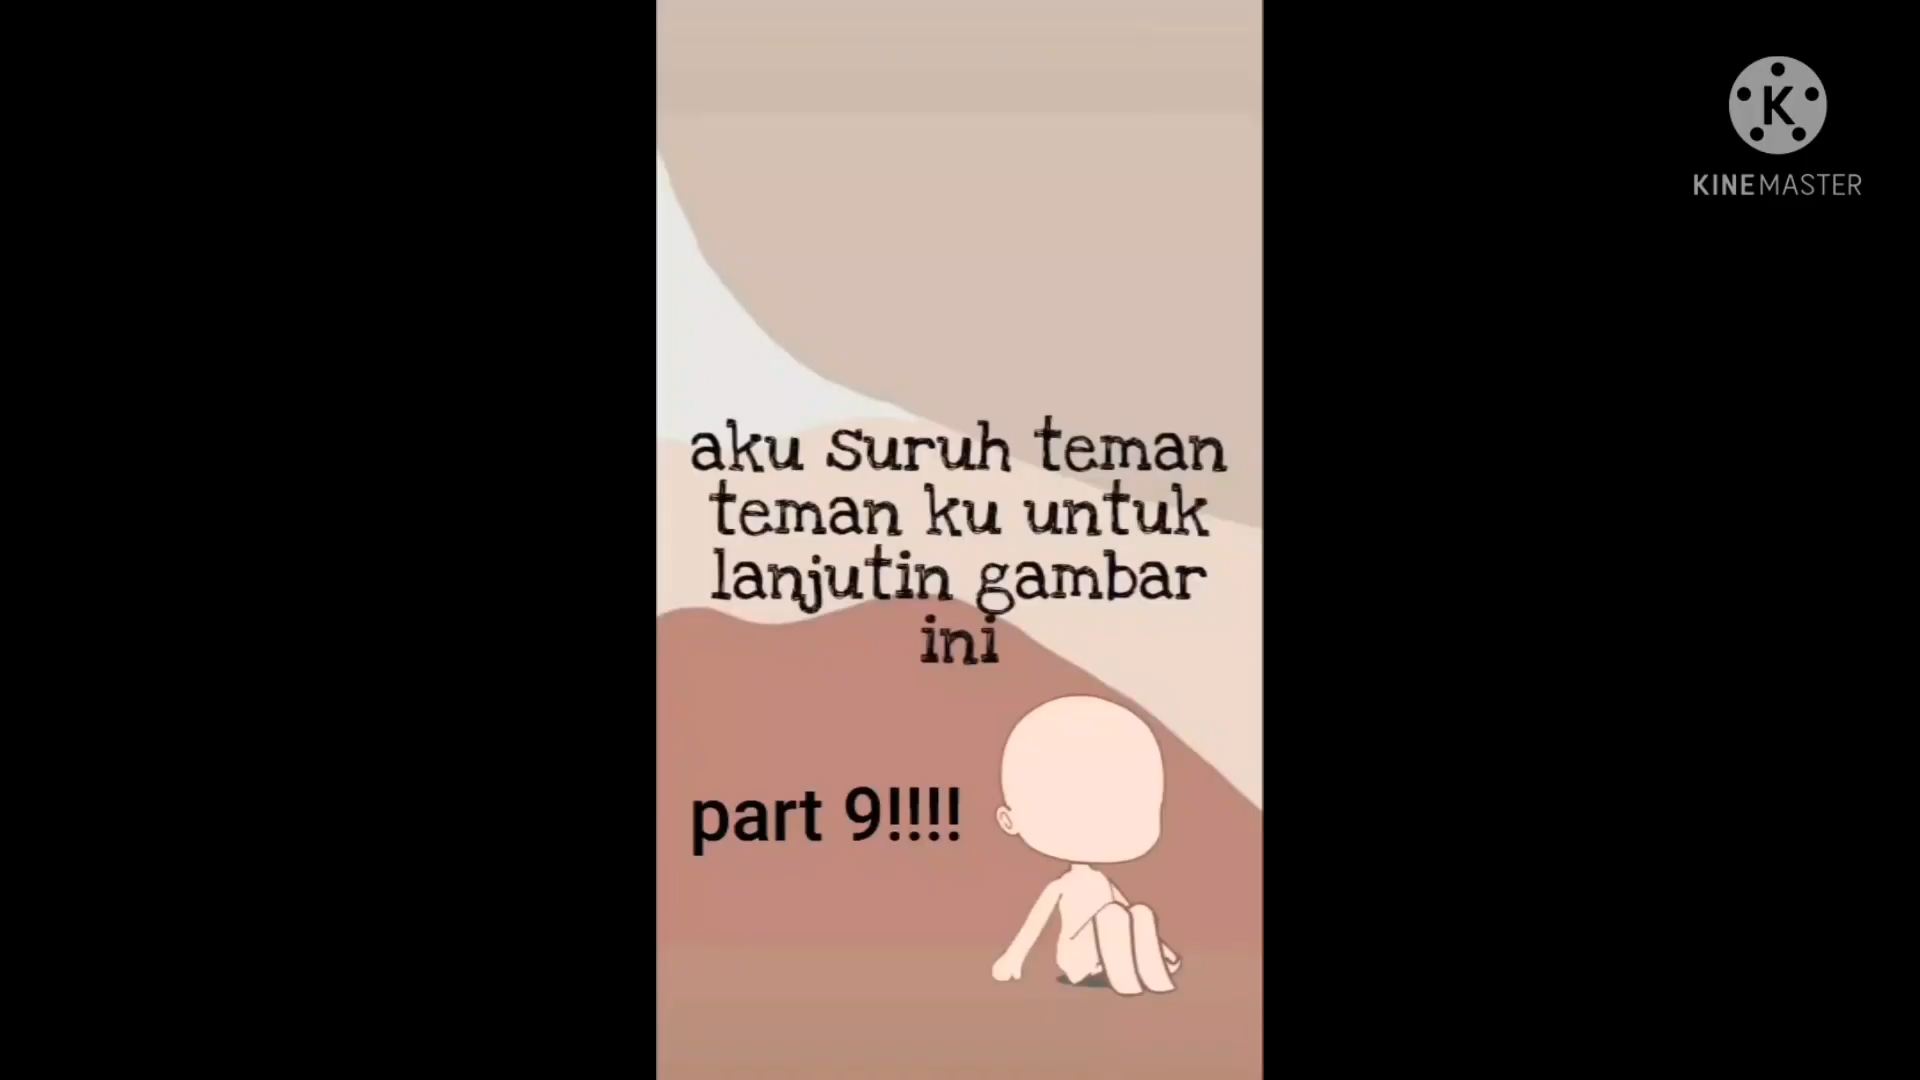 K
KINEMASTER
aku suruh teman
teman ku untuk
lanjutin gambar
ini
part 9!!!!